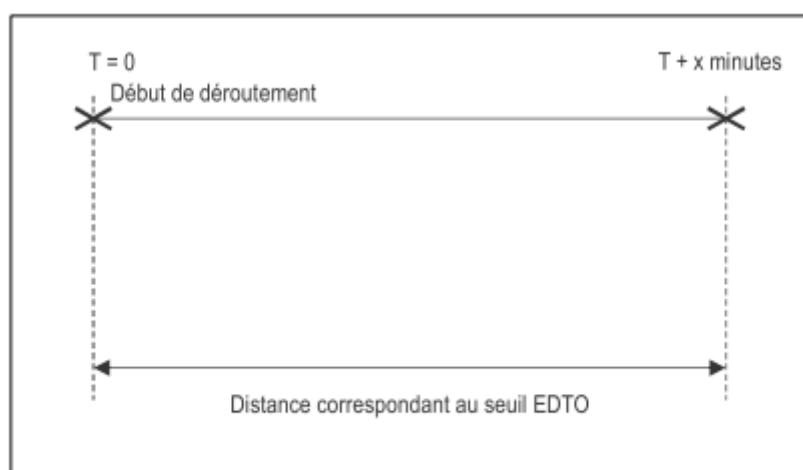 T = 0
T + x minutes
Début de déroutement
Distance correspondant au seuil EDTO